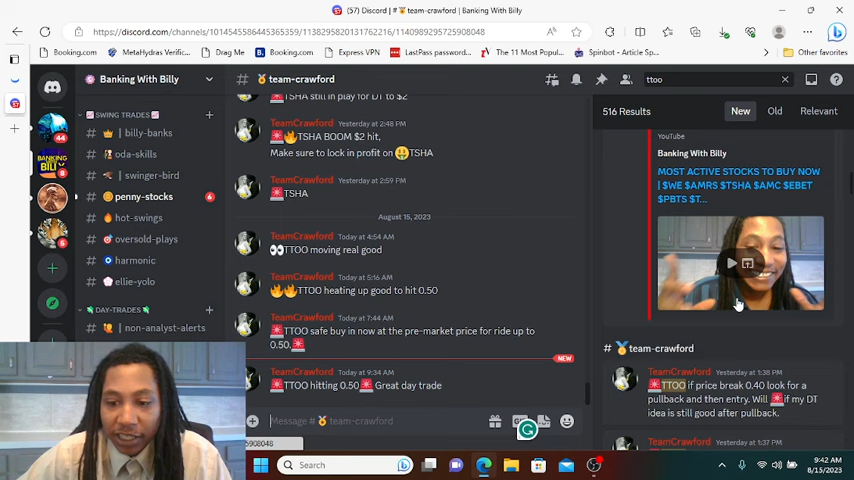 (57) Discord | #🏅team-crawford | Banking With Billy
https://discord.com/channels/1014545586445365359/1138295820131762216/1140989295725908048
Booking.com
MetaHydras Verific...
Drag Me
Booking.com
Express VPN
LastPass password...
The 11 Most Popul...
Spinbot - Article Sp...
Other favorites
Banking With Billy
# 🏅team-crawford
ttoo
516 Results
New
Old
Relevant
SWING TRADES
# 👑 | billy-banks
# oda-skills
# | swinger-bird
# penny-stocks
6
# hot-swings
# 🎯 oversold-plays
# harmonic
# ellie-yolo
DAY-TRADES
# | non-analyst-alerts
44
5
8
5
🚨TSHA still in play for DT to $2
TeamCrawford Yesterday at 2:48 PM
🚨🔥TSHA BOOM $2 hit,
Make sure to lock in profit on 🤑TSHA
TeamCrawford Yesterday at 2:59 PM
🚨TSHA
August 15, 2023
TeamCrawford Today at 4:54 AM
👀TTOO moving real good
TeamCrawford Today at 5:16 AM
🔥🔥TTOO heating up good to hit 0.50
TeamCrawford Today at 7:44 AM
🚨TTOO safe buy in now at the pre-market price for ride up to
0.50.🚨
NEW
TeamCrawford Today at 9:34 AM
🚨TTOO hitting 0.50🚨Great day trade
Message #🏅team-crawford
GIF
5908048
YouTube
Banking With Billy
MOST ACTIVE STOCKS TO BUY NOW
| $WE $AMRS $TSHA $AMC $EBET
$PBTS $T...
# 🏅team-crawford
TeamCrawford Yesterday at 1:38 PM
🚨TTOO if price break 0.40 look for a
pullback and then entry. Will 🚨if my DT
idea is still good after pullback.
TeamCrawford Yesterday at 1:37 PM
Search
9:42 AM
8/15/2023